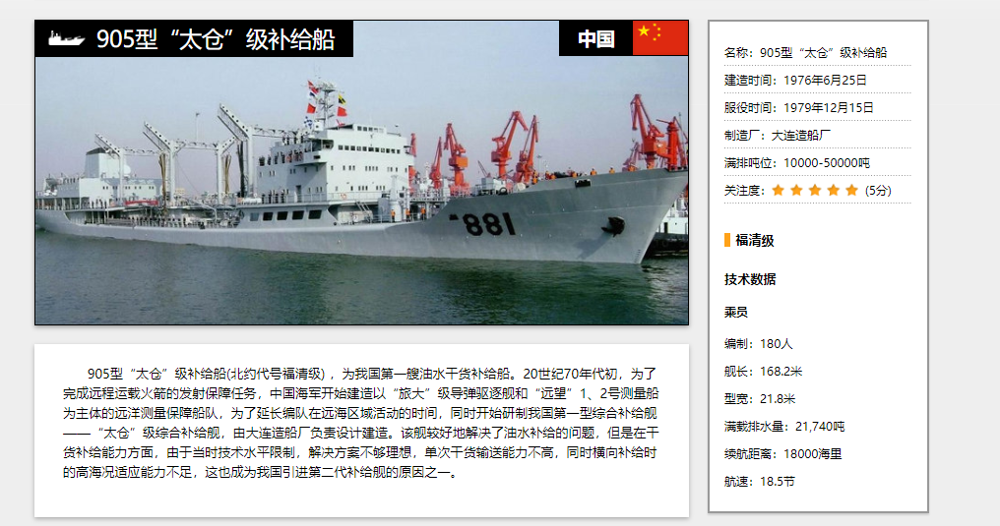 905型“太仓”级补给船
中国
881
905型“太仓”级补给船(北约代号福清级)，为我国第一艘油水干货补给船。20世纪70年代初，为了
完成远程运载火箭的发射保障任务，中国海军开始建造以“旅大”级导弹驱逐舰和“远望”1、2号测量船
为主体的远洋测量保障船队，为了延长编队在远海区域活动的时间，同时开始研制我国第一型综合补给舰
——“太仓”级综合补给舰，由大连造船厂负责设计建造。该舰较好地解决了油水补给的问题，但是在干
货补给能力方面，由于当时技术水平限制，解决方案不够理想，单次干货输送能力不高，同时横向补给时
的高海况适应能力不足，这也成为我国引进第二代补给舰的原因之一。
名称：905型“太仓”级补给船
建造时间：1976年6月25日
服役时间：1979年12月15日
制造厂：大连造船厂
满排吨位：10000-50000吨
关注度：★★★★★ (5分)
福清级
技术数据
乘员
编制：180人
舰长：168.2米
型宽：21.8米
满载排水量：21,740吨
续航距离：18000海里
航速：18.5节